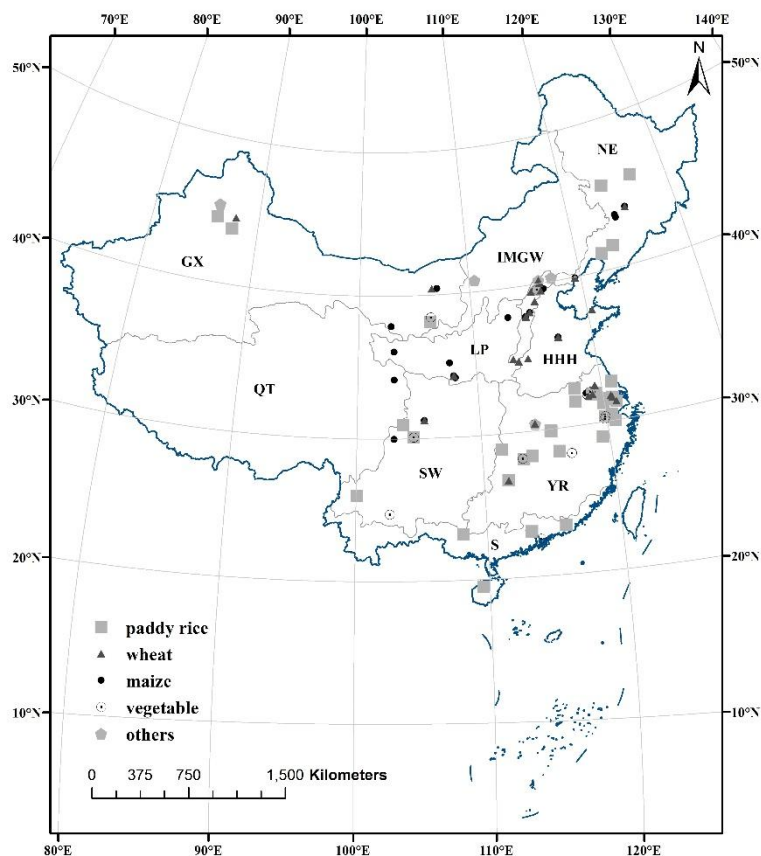 70°E 80°E 90°E 100°E 110°E 120°E 130°E 140°E
N
50°N 50°N
NE
40°N 40°N
IMGW
GX
LP
HHH
QT
30°N 30°N
SW
YR
S
20°N 20°N
paddy rice
wheat
maize
vegetable
others
10°N 10°N
0 375 750 1,500 Kilometers
80°E 90°E 100°E 110°E 120°E